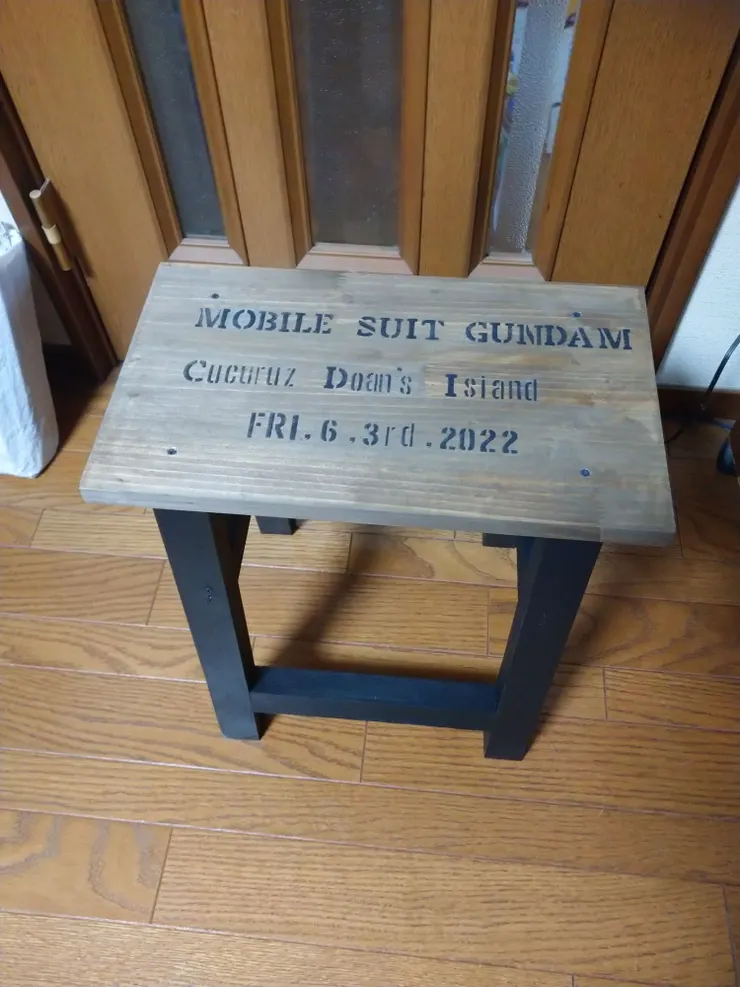 MOBILE SUIT GUNDAM
Cucuruz Doan's Island
FRI. 6 .3rd .2022